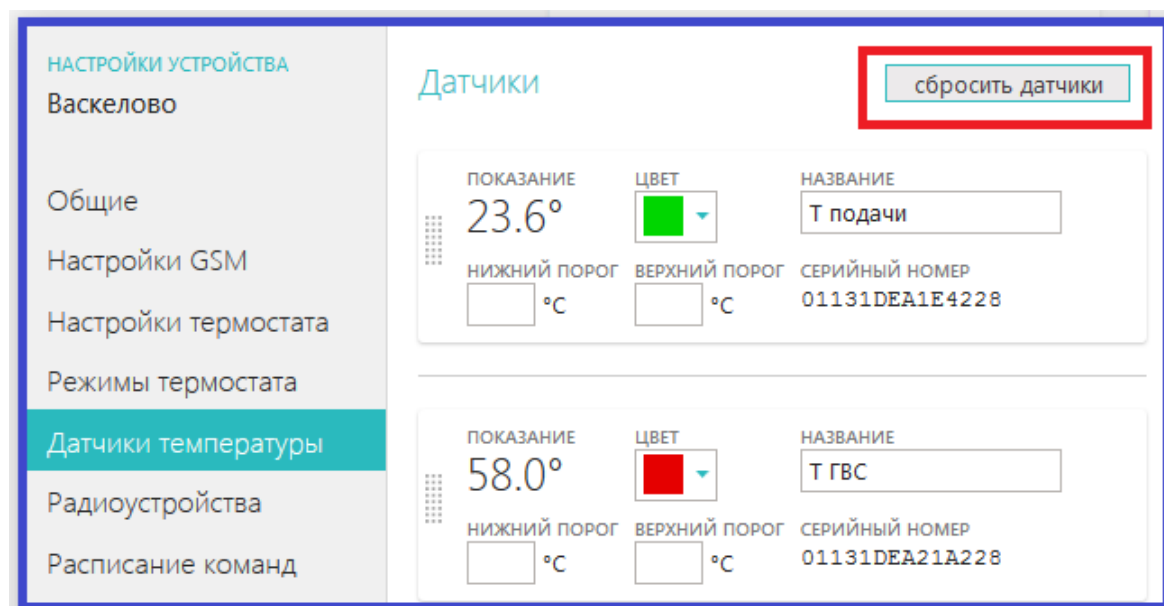 НАСТРОЙКИ УСТРОЙСТВА
Васкелово
Общие
Настройки GSM
Настройки термостата
Режимы термостата
Датчики температуры
Радиоустройства
Расписание команд
Датчики
сбросить датчики
ПОКАЗАНИЕ ЦВЕТ НАЗВАНИЕ
23.6° Т подачи
НИЖНИЙ ПОРОГ ВЕРХНИЙ ПОРОГ СЕРИЙНЫЙ НОМЕР
°C °C 01131DEA1E4228
ПОКАЗАНИЕ ЦВЕТ НАЗВАНИЕ
58.0° Т ГВС
НИЖНИЙ ПОРОГ ВЕРХНИЙ ПОРОГ СЕРИЙНЫЙ НОМЕР
°C °C 01131DEA21A228